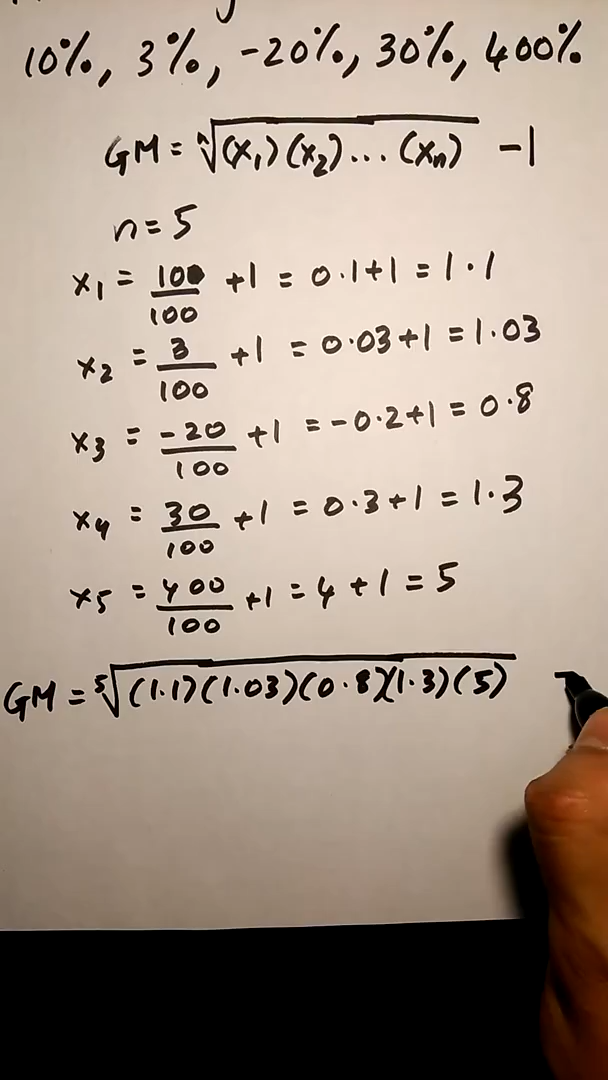 10%, 3%, -20%, 30%, 400%
GM = ⁿ√(x₁)(x₂)...(xₙ) -1
n = 5
x₁ = 10/100 +1 = 0.1+1 = 1.1
x₂ = 3/100 +1 = 0.03+1 = 1.03
x₃ = -20/100 +1 = -0.2+1 = 0.8
x₄ = 30/100 +1 = 0.3+1 = 1.3
x₅ = 400/100 +1 = 4+1 = 5
GM = ⁵√(1.1)(1.03)(0.8)(1.3)(5) -